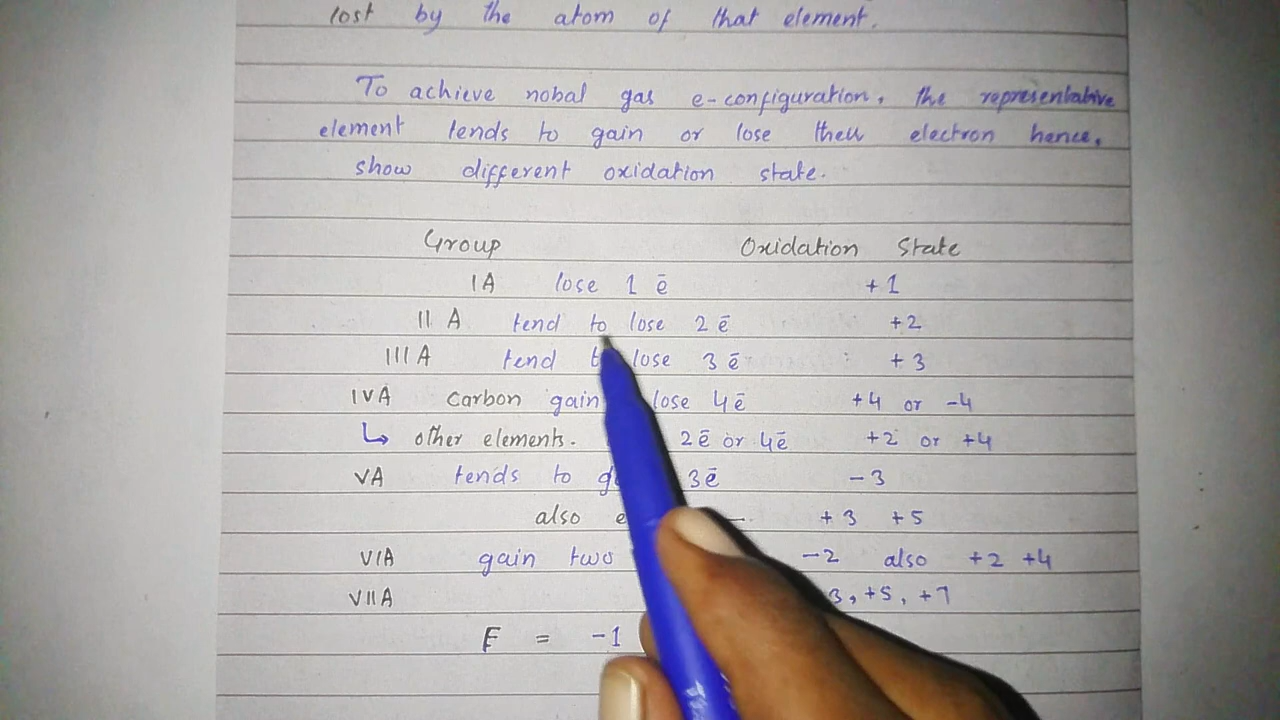 lost by the atom of that element.
To achieve nobal gas e-configuration, the representative
element tends to gain or lose their electron hence,
show different oxidation state.
Group Oxidation State
IA lose 1 ē +1
II A tend to lose 2 ē +2
III A tend to lose 3 ē +3
IVA carbon gain lose 4ē +4 or -4
↳ other elements. 2ē or 4ē +2 or +4
VA tends to 3ē -3
also +3 +5
VIA gain two -2 also +2 +4
VIIA 3, +5, +7
F = -1